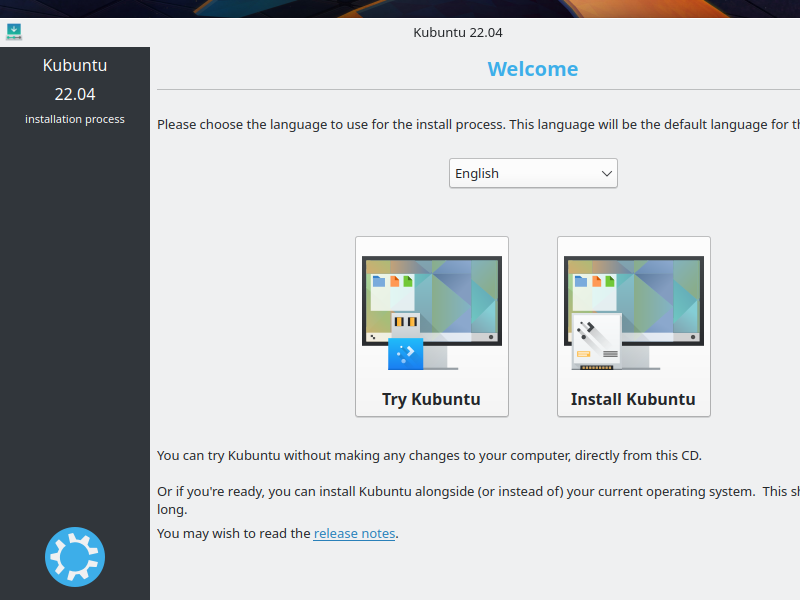 Kubuntu 22.04
Kubuntu
22.04
installation process
Welcome
Please choose the language to use for the install process. This language will be the default language for
English
Try Kubuntu
Install Kubuntu
You can try Kubuntu without making any changes to your computer, directly from this CD.
Or if you're ready, you can install Kubuntu alongside (or instead of) your current operating system.  This
long.
You may wish to read the release notes.